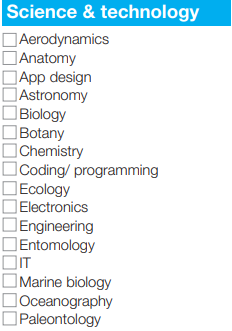 Science & technology
Aerodynamics
Anatomy
App design
Astronomy
Biology
Botany
Chemistry
Coding/ programming
Ecology
Electronics
Engineering
Entomology
IT
Marine biology
Oceanography
Paleontology